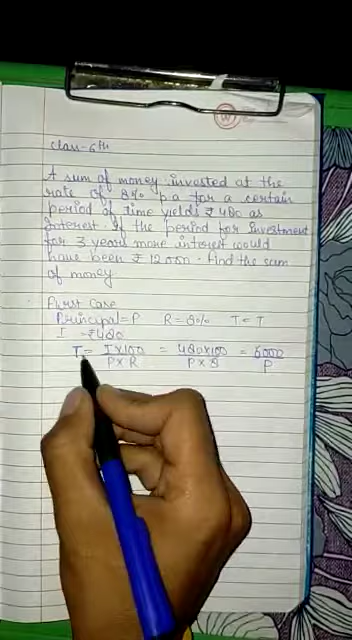 Class-6th
A sum of money invested at the
rate of 8% p.a for a certain
period of time yields ₹480 as
interest. If the period for investment
for 3 years more interest would
have been ₹ 12000. Find the sum
of money
First Case
Principal=P R=8% T=T
I =₹480
T= I×100 / P×R = 480×100 / P×8 = 6000 / P